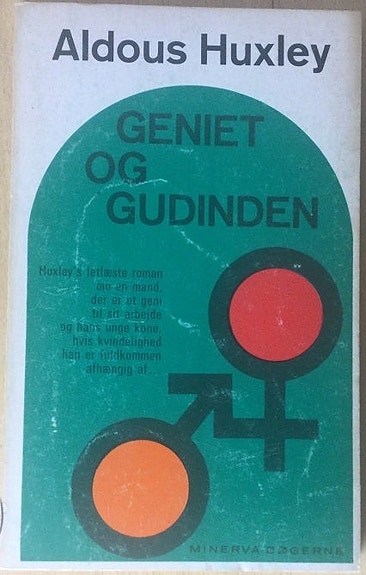 Aldous Huxley
GENIET
OG
GUDINDEN
Huxley's letlæste roman
om en mand,
der er et geni
til sit arbejde
og hans unge kone,
hvis kvindelighed
han er fuldkommen
afhængig af...
MINERVA BØGERNE